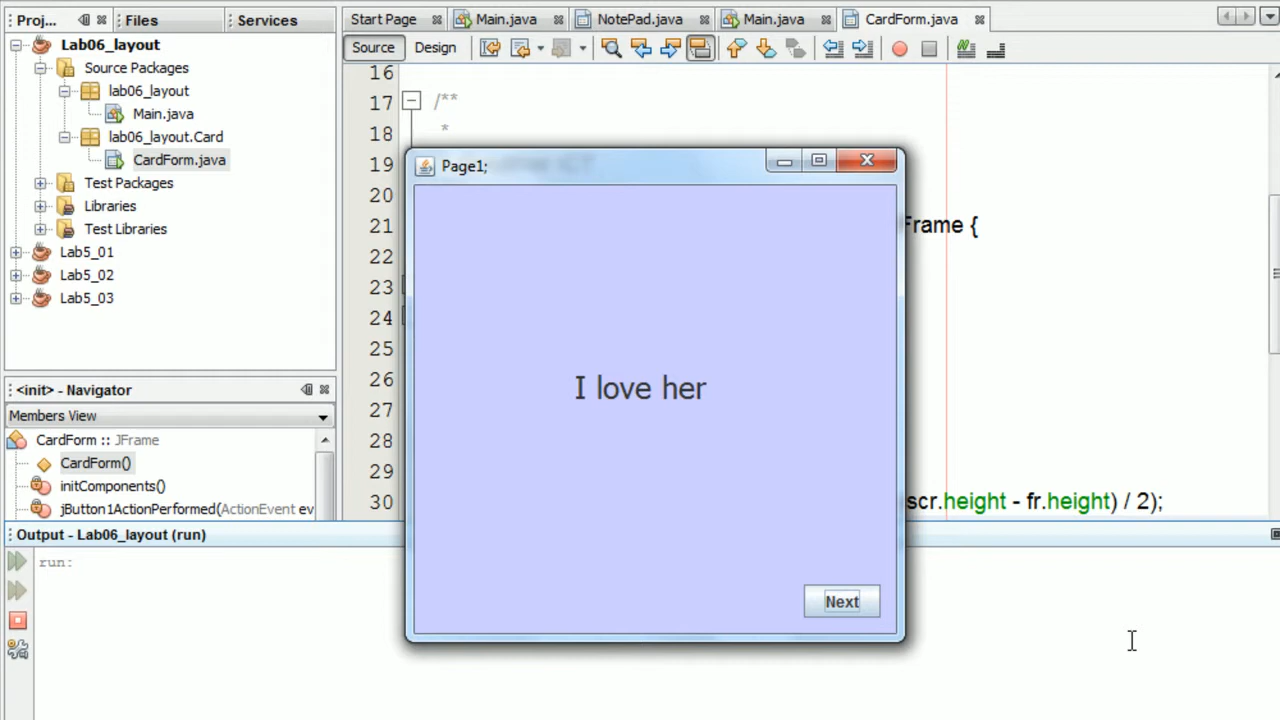 Proj...
Files
Services
Start Page
Main.java
NotePad.java
Main.java
CardForm.java
Source
Design
Lab06_layout
Source Packages
lab06_layout
Main.java
lab06_layout.Card
CardForm.java
Test Packages
Libraries
Test Libraries
Lab5_01
Lab5_02
Lab5_03
16
17 /**
18 *
19
20
21 Frame {
22
23
24
25
26
27
28
29
30 scr.height - fr.height) / 2);
Page1;
I love her
Next
<init> - Navigator
Members View
CardForm :: JFrame
CardForm()
initComponents()
jButton1ActionPerformed(ActionEvent ev
Output - Lab06_layout (run)
run: